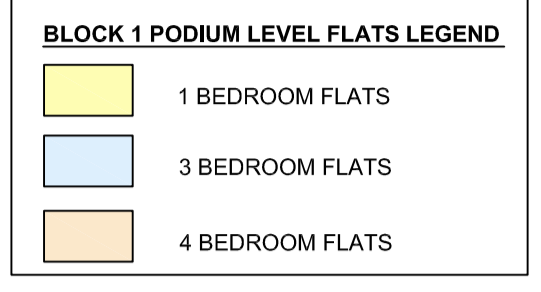 BLOCK 1 PODIUM LEVEL FLATS LEGEND
1 BEDROOM FLATS
3 BEDROOM FLATS
4 BEDROOM FLATS